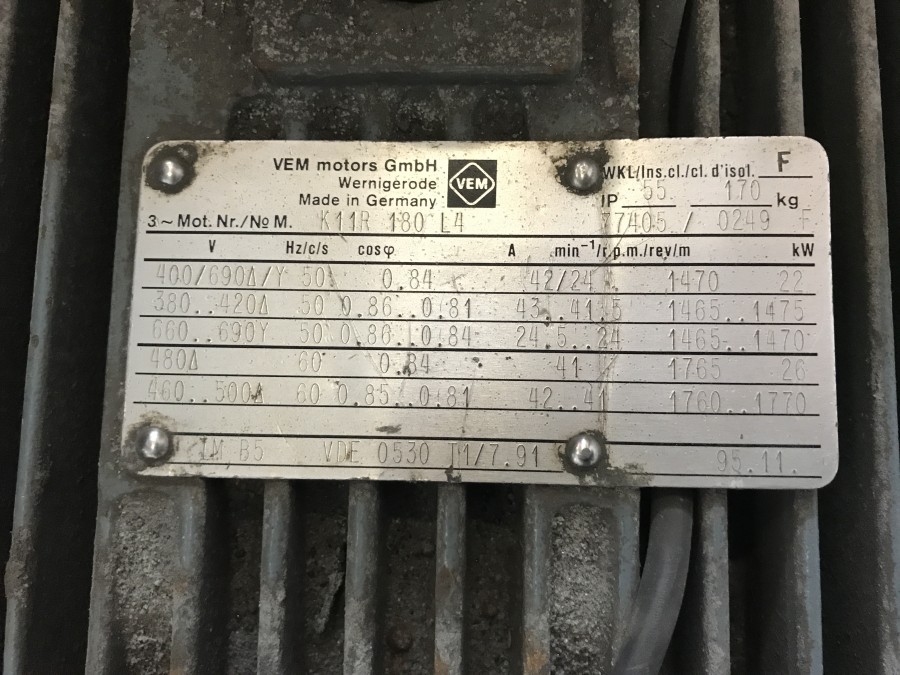 VEM motors GmbH
Wernigerode
Made in Germany
VEM
WKL/Ins.cl./cl. d'isol. F
IP 55 170 kg
3 ~ Mot. Nr./№ M. K11R 180 L4 77405 / 0249 F
V Hz/c/s cosφ A min⁻¹/r.p.m./rev/m kW
400/690Δ/Y 50 0.84 42/24 1470 22
380..420Δ 50 0.86..0.81 43..41.5 1465..1475
660..690Y 50 0.86..0.84 24.5..24 1465..1470
480Δ 60 0.84 41 1765 26
460..500Δ 60 0.85..0.81 42..41 1760..1770
IM B5 VDE 0530 T1/7.91 95.11.